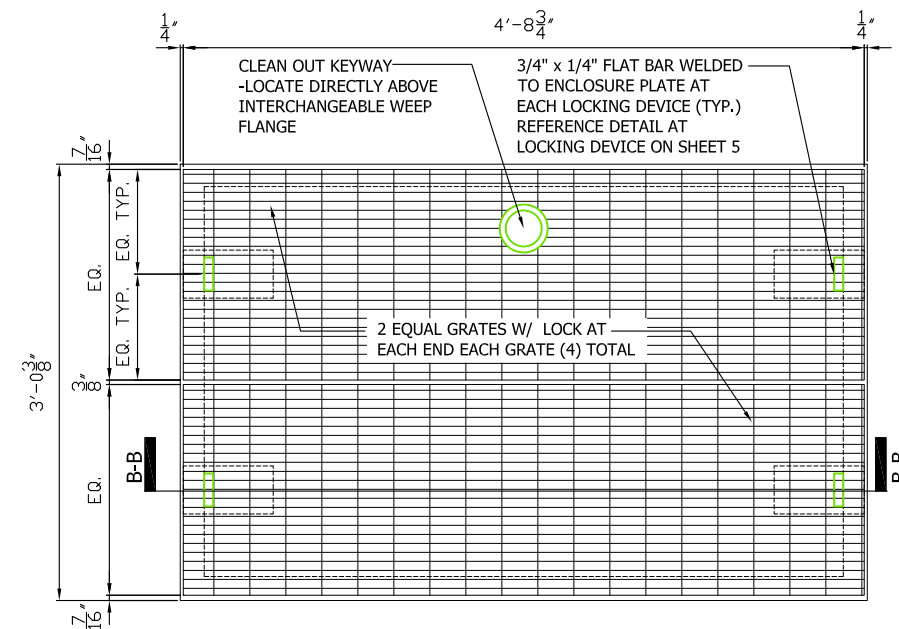 1/4"
4'-8 3/4"
1/4"
CLEAN OUT KEYWAY
-LOCATE DIRECTLY ABOVE
INTERCHANGEABLE WEEP
FLANGE
3/4" x 1/4" FLAT BAR WELDED
TO ENCLOSURE PLATE AT
EACH LOCKING DEVICE (TYP.)
REFERENCE DETAIL AT
LOCKING DEVICE ON SHEET 5
7/16"
EQ. TYP.
EQ.
EQ. TYP.
2 EQUAL GRATES W/ LOCK AT
EACH END EACH GRATE (4) TOTAL
3'-0 3/8"
3/8"
B-B
EQ.
B-B
7/16"